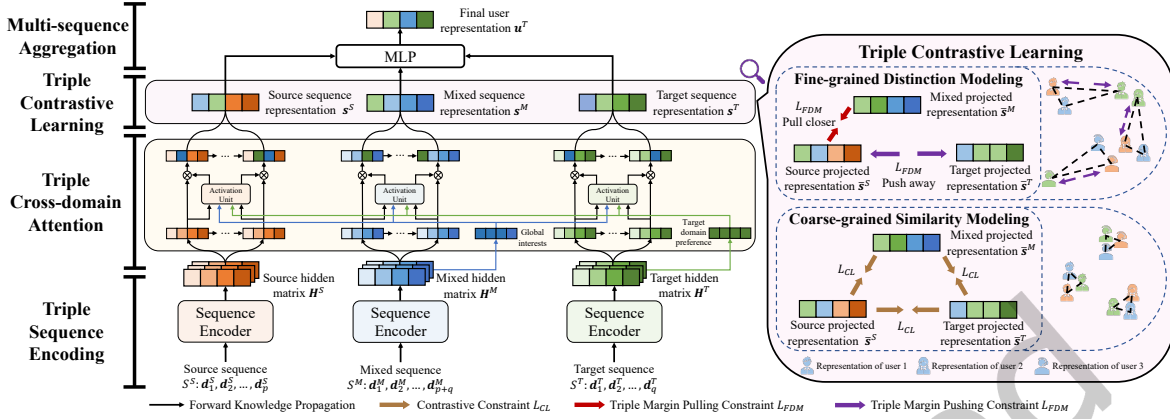 Multi-sequence
Aggregation
Triple
Contrastive
Learning
Triple
Cross-domain
Attention
Triple
Sequence
Encoding
Final user
representation u^T
MLP
Source sequence
representation s^S
Mixed sequence
representation s^M
Target sequence
representation s^T
Activation
Unit
Activation
Unit
Activation
Unit
Global
interests
Target
domain
preference
Source hidden
matrix H^S
Mixed hidden
matrix H^M
Target hidden
matrix H^T
Sequence
Encoder
Sequence
Encoder
Sequence
Encoder
Source sequence
S^S: d_1^S, d_2^S, ..., d_p^S
Mixed sequence
S^M: d_1^M, d_2^M, ..., d_{p+q}^M
Target sequence
S^T: d_1^T, d_2^T, ..., d_q^T
Triple Contrastive Learning
Fine-grained Distinction Modeling
L_FDM
Pull closer
Mixed projected
representation s̄^M
Source projected
representation s̄^S
L_FDM
Push away
Target projected
representation s̄^T
Coarse-grained Similarity Modeling
Mixed projected
representation s̄^M
L_CL
L_CL
Source projected
representation s̄^S
L_CL
Target projected
representation s̄^T
Representation of user 1
Representation of user 2
Representation of user 3
Forward Knowledge Propagation
Contrastive Constraint L_CL
Triple Margin Pulling Constraint L_FDM
Triple Margin Pushing Constraint L_FDM